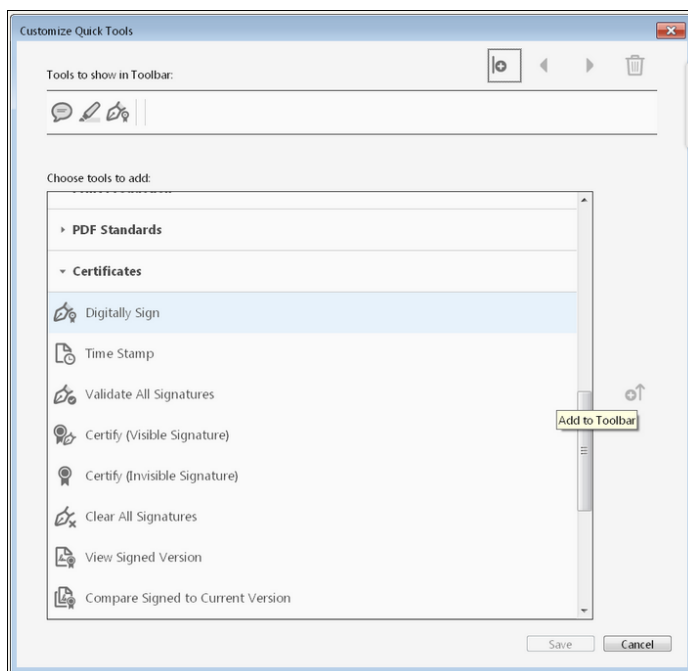 Customize Quick Tools
Tools to show in Toolbar:
Choose tools to add:
PDF Standards
Certificates
Digitally Sign
Time Stamp
Validate All Signatures
Add to Toolbar
Certify (Visible Signature)
Certify (Invisible Signature)
Clear All Signatures
View Signed Version
Compare Signed to Current Version
Save Cancel